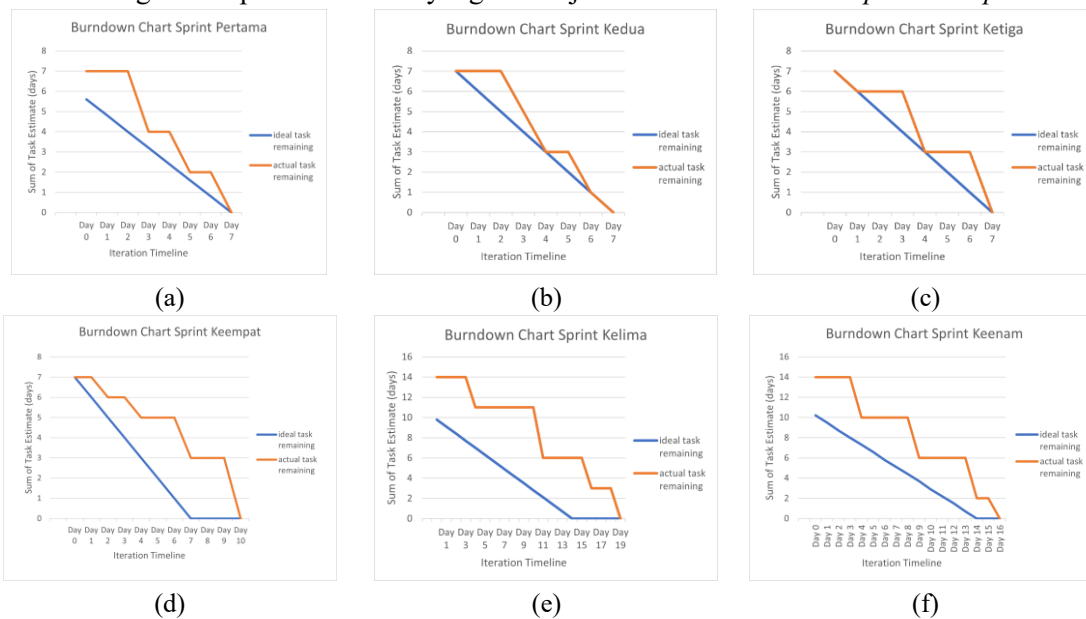 Burndown Chart Sprint Pertama
8
7
6
5
4
3
2
1
0
Sum of Task Estimate (days)
Day 0 Day 1 Day 2 Day 3 Day 4 Day 5 Day 6 Day 7
Iteration Timeline
ideal task
remaining
actual task
remaining
(a)
Burndown Chart Sprint Kedua
8
7
6
5
4
3
2
1
0
Sum of Task Estimate (days)
Day 0 Day 1 Day 2 Day 3 Day 4 Day 5 Day 6 Day 7
Iteration Timeline
ideal task
remaining
actual task
remaining
(b)
Burndown Chart Sprint Ketiga
8
7
6
5
4
3
2
1
0
Sum of Task Estimate (days)
Day 0 Day 1 Day 2 Day 3 Day 4 Day 5 Day 6 Day 7
Iteration Timeline
ideal task
remaining
actual task
remaining
(c)
Burndown Chart Sprint Keempat
8
7
6
5
4
3
2
1
0
Sum of Task Estimate (days)
Day 0 Day 1 Day 2 Day 3 Day 4 Day 5 Day 6 Day 7 Day 8 Day 9 Day 10
Iteration Timeline
ideal task
remaining
actual task
remaining
(d)
Burndown Chart Sprint Kelima
16
14
12
10
8
6
4
2
0
Sum of Task Estimate (days)
Day 1 Day 3 Day 5 Day 7 Day 9 Day 11 Day 13 Day 15 Day 17 Day 19
Iteration Timeline
ideal task
remaining
actual task
remaining
(e)
Burndown Chart Sprint Keenam
16
14
12
10
8
6
4
2
0
Sum of Task Estimate (days)
Day 0 Day 1 Day 2 Day 3 Day 4 Day 5 Day 6 Day 7 Day 8 Day 9 Day 10 Day 11 Day 12 Day 13 Day 14 Day 15 Day 16
Iteration Timeline
ideal task
remaining
actual task
remaining
(f)